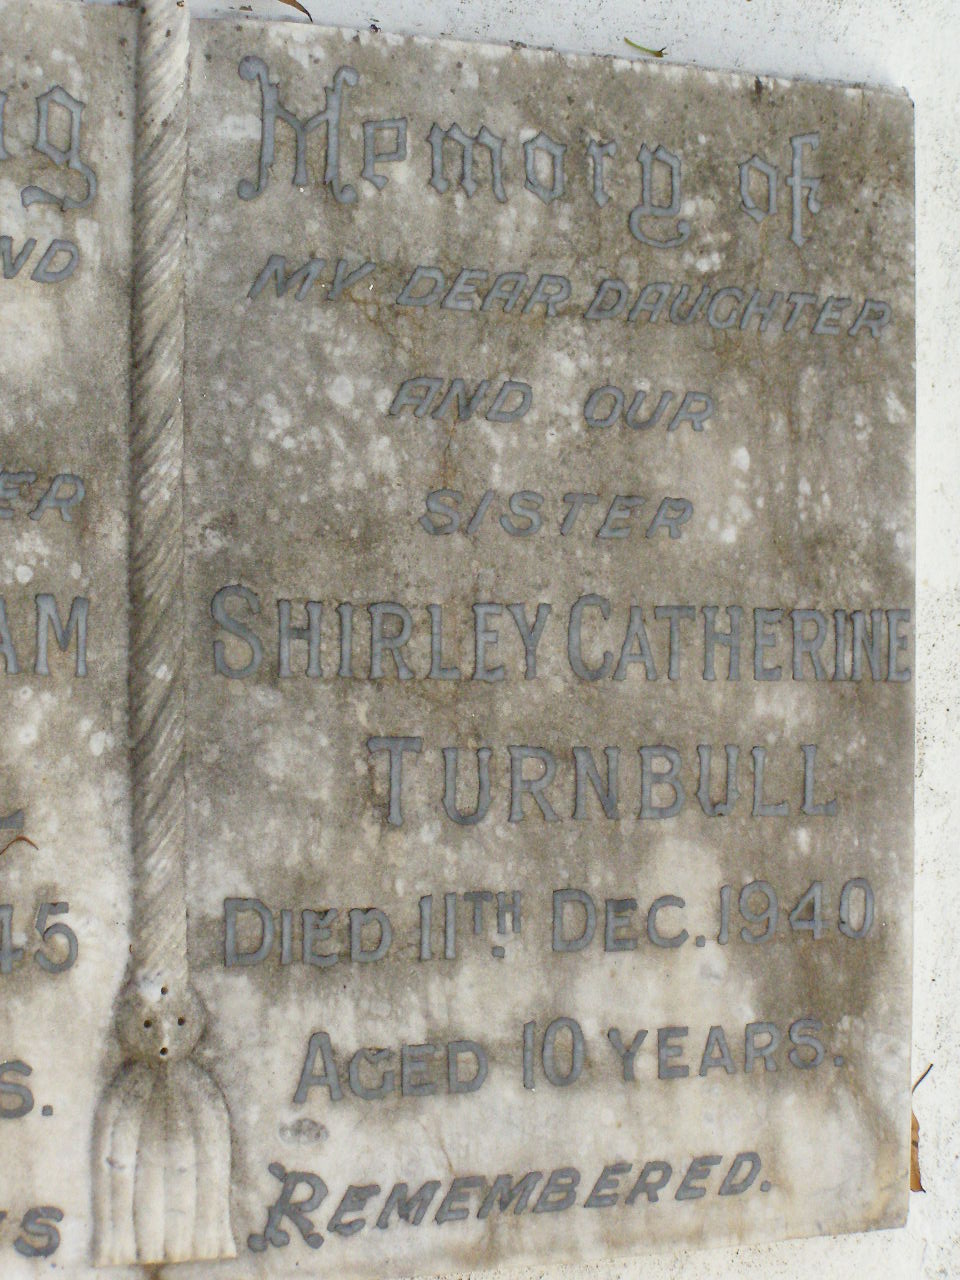 Memory of
MY DEAR DAUGHTER
AND OUR
SISTER
SHIRLEY CATHERINE
TURNBULL
DIED 11TH. DEC. 1940
AGED 10 YEARS.
REMEMBERED.